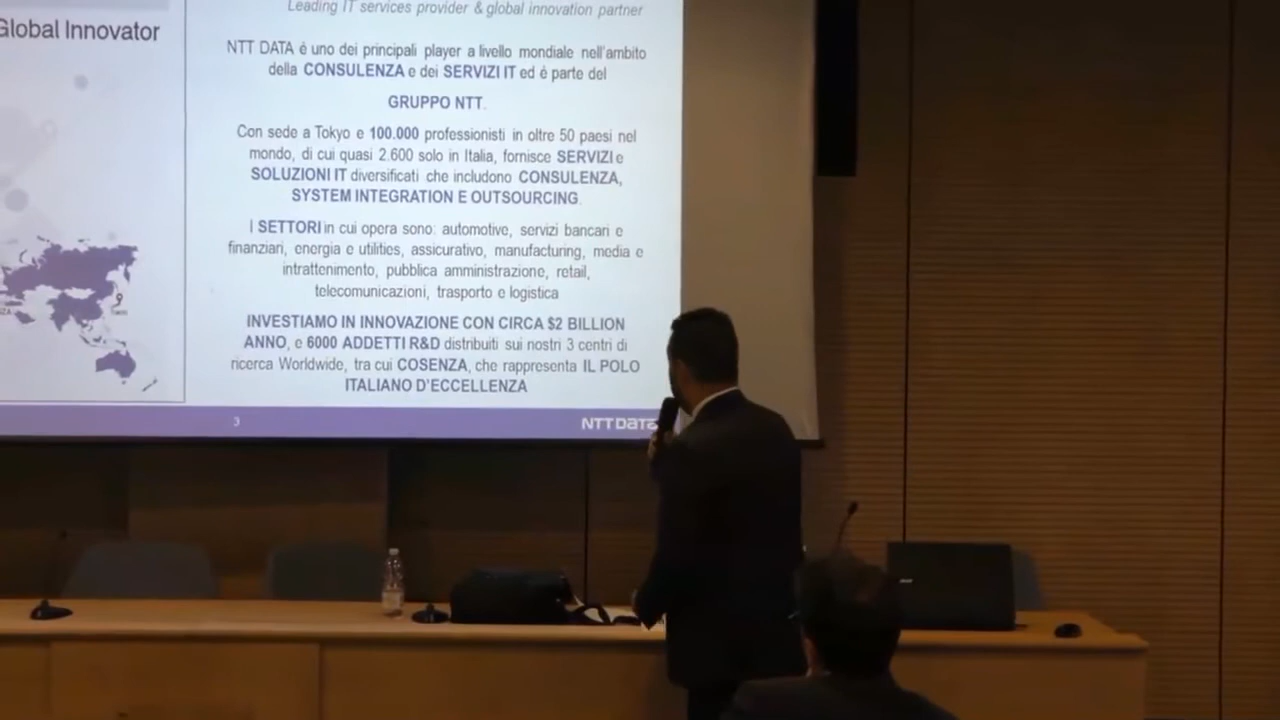 Leading IT services provider & global innovation partner
Global Innovator
NTT DATA è uno dei principali player a livello mondiale nell'ambito
della CONSULENZA e dei SERVIZI IT ed è parte del
GRUPPO NTT.
Con sede a Tokyo e 100.000 professionisti in oltre 50 paesi nel
mondo, di cui quasi 2.600 solo in Italia, fornisce SERVIZI e
SOLUZIONI IT diversificati che includono CONSULENZA,
SYSTEM INTEGRATION E OUTSOURCING.
I SETTORI in cui opera sono: automotive, servizi bancari e
finanziari, energia e utilities, assicurativo, manufacturing, media e
intrattenimento, pubblica amministrazione, retail,
telecomunicazioni, trasporto e logistica
INVESTIAMO IN INNOVAZIONE CON CIRCA $2 BILLION
ANNO, e 6000 ADDETTI R&D distribuiti sui nostri 3 centri di
ricerca Worldwide, tra cui COSENZA, che rappresenta IL POLO
ITALIANO D'ECCELLENZA
3
NTT DATA
acer